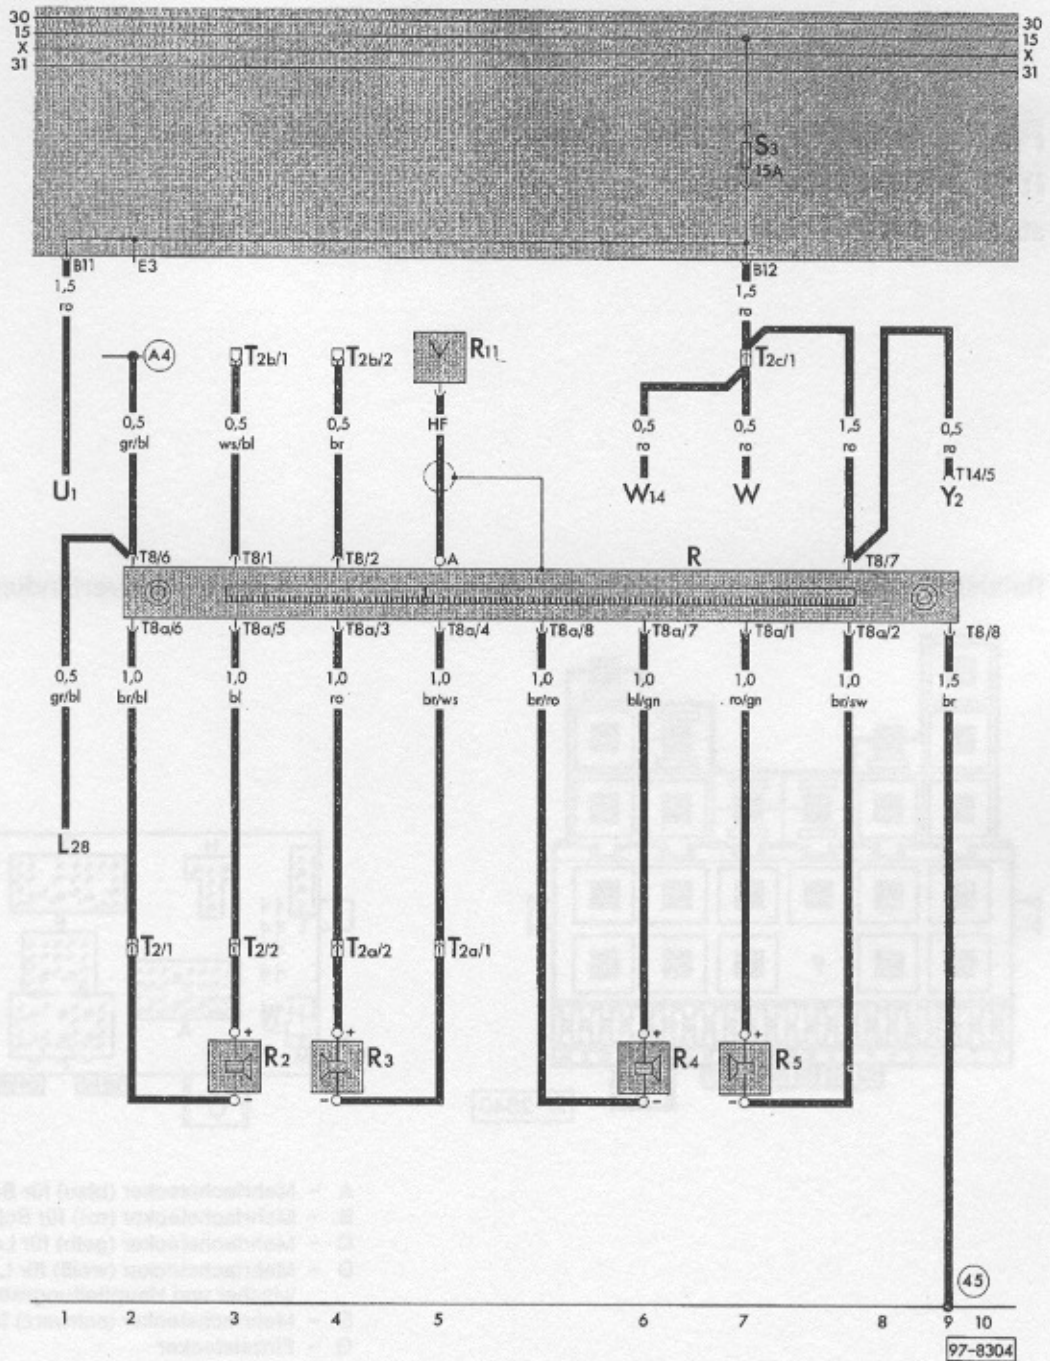 30 30
15 15
X X
31 31
S3
15A
B11 E3 B12
1,5 1,5
ro ro
A4 T2b/1 T2b/2 R11 T2c/1
0,5 0,5 0,5 HF 0,5 0,5 1,5 0,5
gr/bl ws/bl br ro ro ro ro
U1 W14 W T14/5
Y2
T8/6 T8/1 T8/2 A R T8/7
T8a/6 T8a/5 T8a/3 T8a/4 T8a/8 T8a/7 T8a/1 T8a/2 T8/8
0,5 1,0 1,0 1,0 1,0 1,0 1,0 1,0 1,0 1,5
gr/bl br/bl bl ro br/ws br/ro bl/gn ro/gn br/sw br
L28
T2/1 T2/2 T2a/2 T2a/1
+ + + +
R2 R3 R4 R5
- - - -
45
1 2 3 4 5 6 7 8 9 10
97-8304